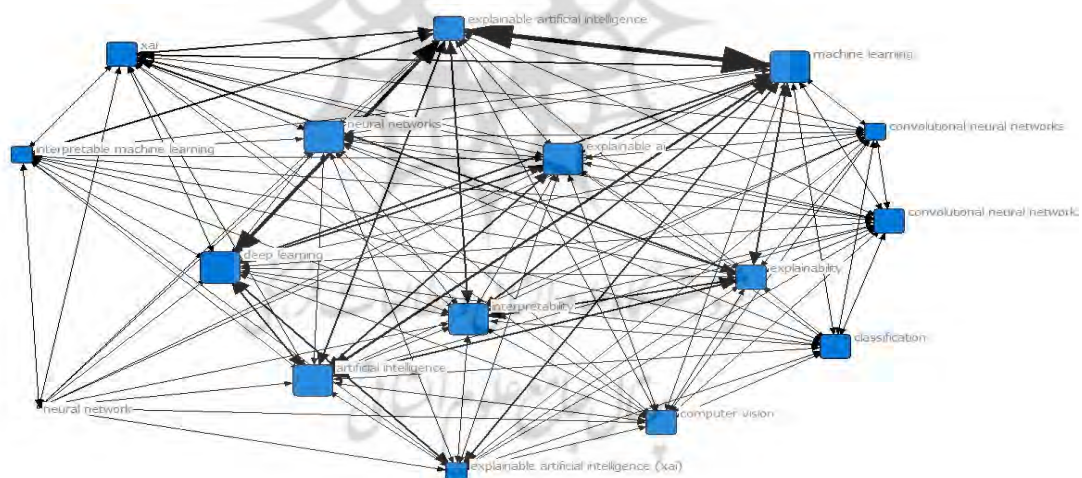 explainable artificial intelligence
xai
machine learning
neural networks
convolutional neural networks
interpretable machine learning
explainable ai
convolutional neural network
deep learning
explainability
interpretability
classification
artificial intelligence
neural network
computer vision
explainable artificial intelligence (xai)